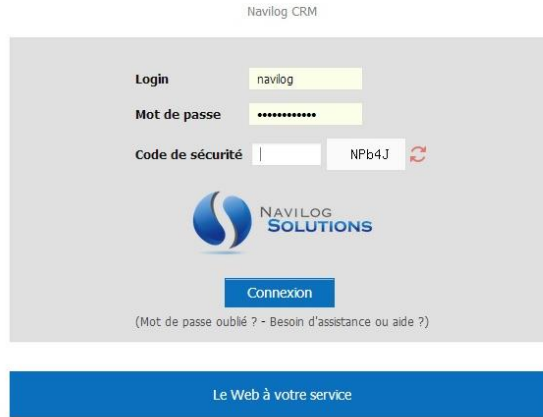 Navilog CRM
Login navilog
Mot de passe ••••••••••••
Code de sécurité NPb4J
NAVILOG
SOLUTIONS
Connexion
(Mot de passe oublié ? - Besoin d'assistance ou aide ?)
Le Web à votre service